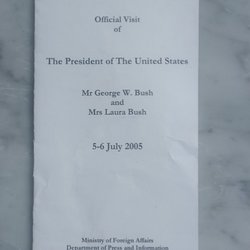 Official Visit
of
The President of The United States
Mr George W. Bush
and
Mrs Laura Bush
5-6 July 2005
Ministry of Foreign Affairs
Department of Press and Information